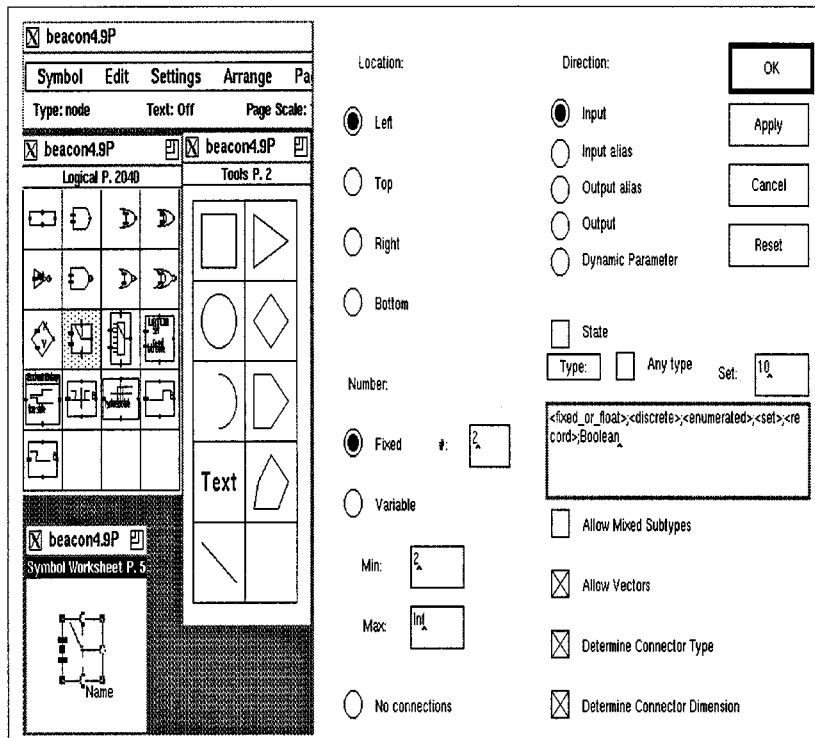 beacon4.9P
Symbol Edit Settings Arrange Pa
Type: node Text: Off Page Scale:
beacon4.9P
Logical P. 2040
beacon4.9P
Tools P. 2
Text
beacon4.9P
Symbol Worksheet P. 5
Name
Location:
Left
Top
Right
Bottom
Number:
Fixed #: 2
Variable
Min: 2
Max: Inf
No connections
Direction:
Input
Input alias
Output alias
Output
Dynamic Parameter
State
Type: Any type Set: 1.0
<fixed_or_float>;<discrete>;<enumerated>;<set>;<re
cord>;Boolean
Allow Mixed Subtypes
Allow Vectors
Determine Connector Type
Determine Connector Dimension
OK
Apply
Cancel
Reset